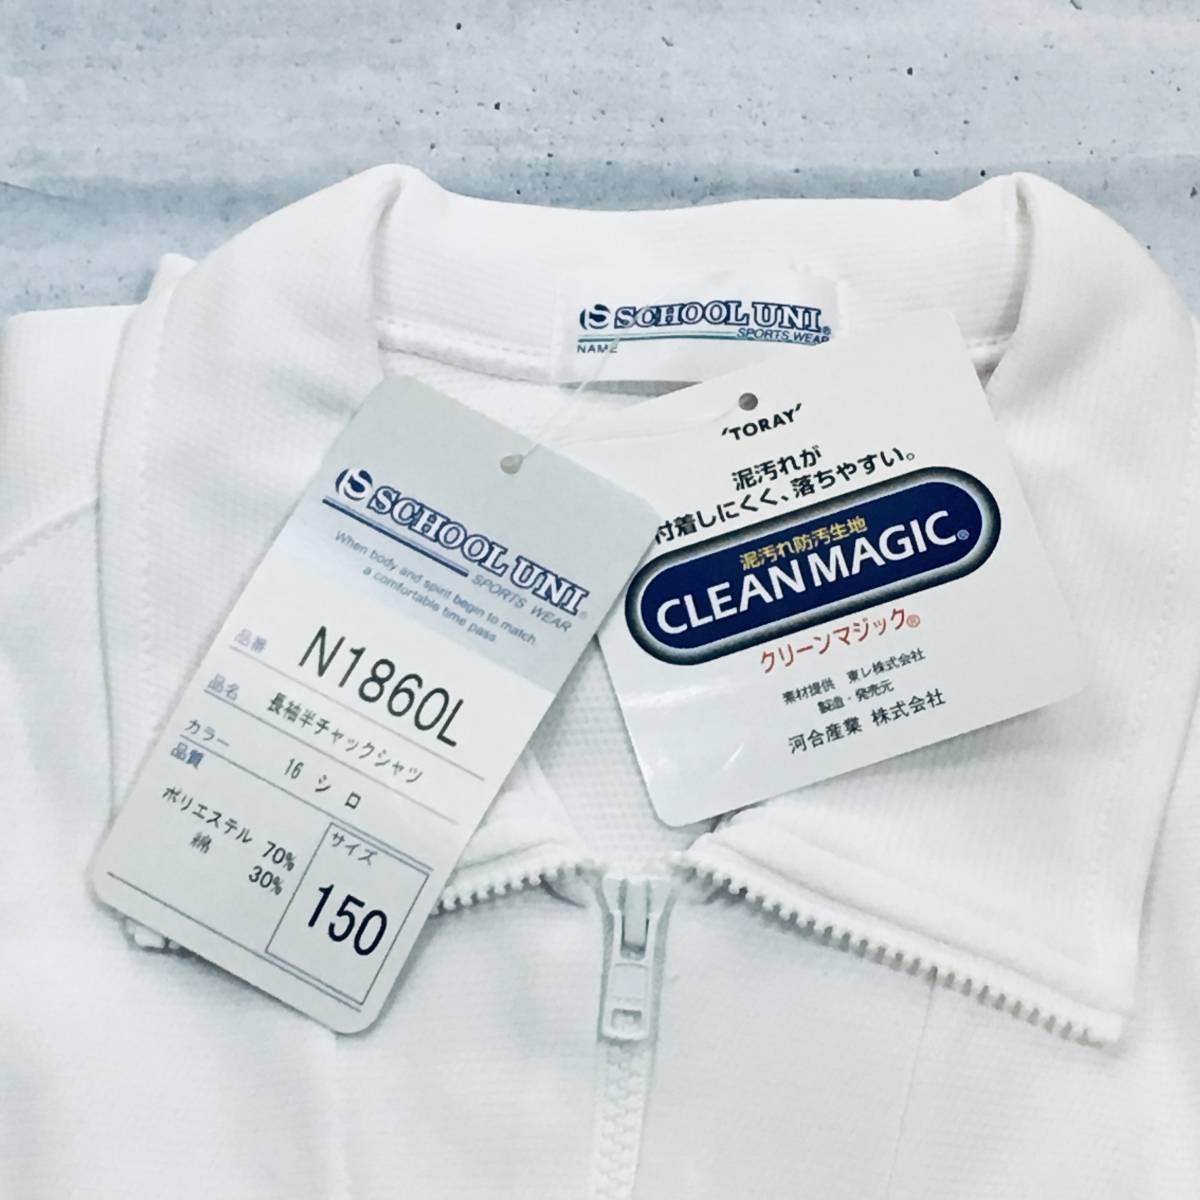 SCHOOL UNI®
SPORTS WEAR
NAME
SCHOOL UNI®
SPORTS WEAR
When body and spirit begin to match,
a comfortable time pass.
品番 N1860L
品名 長袖半チャックシャツ
カラー 16 シロ
品質
ポリエステル 70%
綿 30%
サイズ
150
'TORAY'
泥汚れが
付着しにくく、落ちやすい。
泥汚れ防汚生地
CLEAN MAGIC®
クリーンマジック®
素材提供 東レ株式会社
製造・発売元
河合産業 株式会社